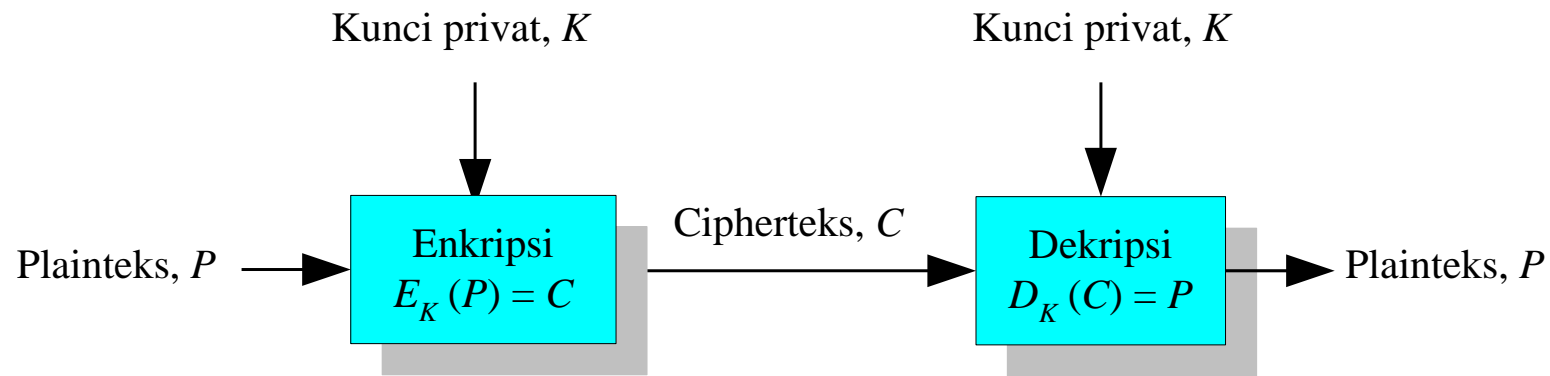 Kunci privat, K
Kunci privat, K
Plainteks, P
Enkripsi
E_K (P) = C
Cipherteks, C
Dekripsi
D_K (C) = P
Plainteks, P